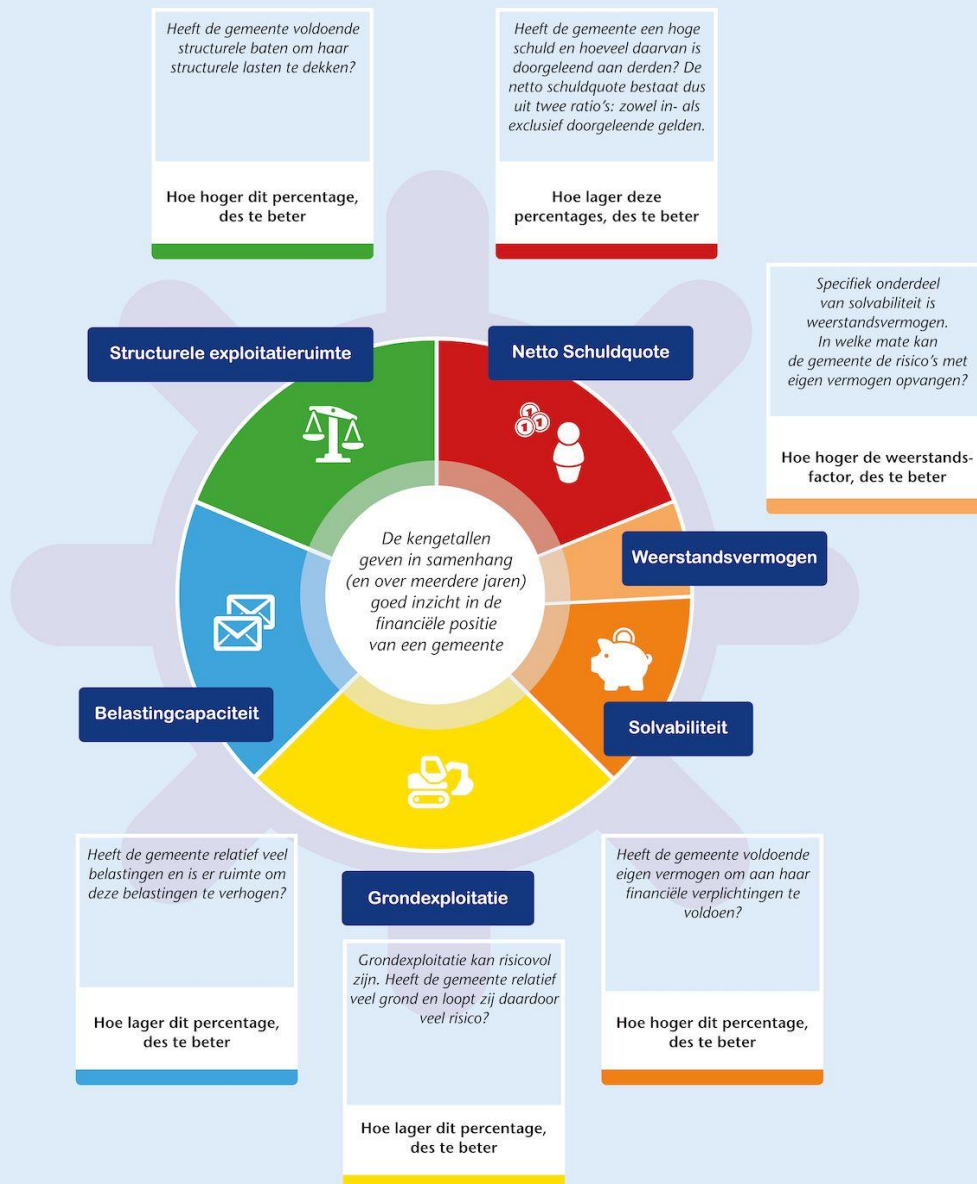 Heeft de gemeente voldoende
structurele baten om haar
structurele lasten te dekken?
Hoe hoger dit percentage,
des te beter
Heeft de gemeente een hoge
schuld en hoeveel daarvan is
doorgeleend aan derden? De
netto schuldquote bestaat dus
uit twee ratio's: zowel in- als
exclusief doorgeleende gelden.
Hoe lager deze
percentages, des te beter
Specifiek onderdeel
van solvabiliteit is
weerstandsvermogen.
In welke mate kan
de gemeente de risico's met
eigen vermogen opvangen?
Hoe hoger de weerstands-
factor, des te beter
Structurele exploitatieruimte
Netto Schuldquote
1
1
1
Weerstandsvermogen
De kengetallen
geven in samenhang
(en over meerdere jaren)
goed inzicht in de
financiële positie
van een gemeente
Belastingcapaciteit
Solvabiliteit
Grondexploitatie
Heeft de gemeente relatief veel
belastingen en is er ruimte om
deze belastingen te verhogen?
Hoe lager dit percentage,
des te beter
Grondexploitatie kan risicovol
zijn. Heeft de gemeente relatief
veel grond en loopt zij daardoor
veel risico?
Hoe lager dit percentage,
des te beter
Heeft de gemeente voldoende
eigen vermogen om aan haar
financiële verplichtingen te
voldoen?
Hoe hoger dit percentage,
des te beter